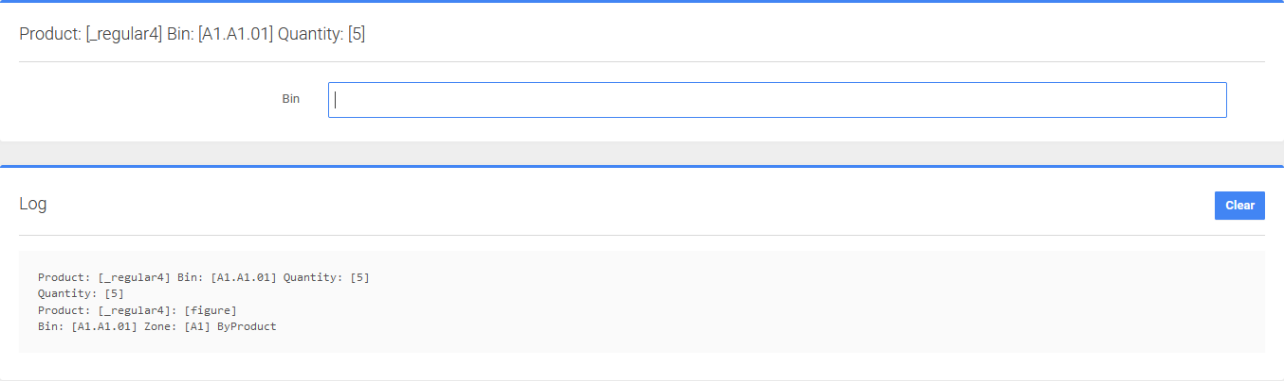 Product: [_regular4] Bin: [A1.A1.01] Quantity: [5]
Bin
Log
Clear
Product: [_regular4] Bin: [A1.A1.01] Quantity: [5]
Quantity: [5]
Product: [_regular4]: [figure]
Bin: [A1.A1.01] Zone: [A1] ByProduct